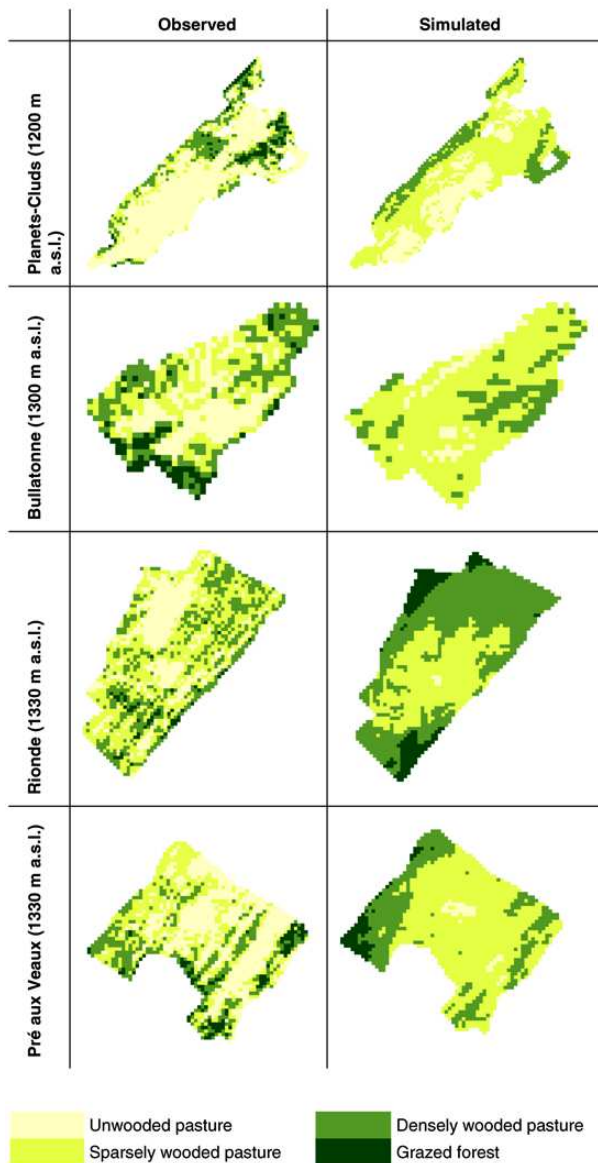 Observed
Simulated
Planets-Cluds (1200 m
a.s.l.)
Bullatonne (1300 m a.s.l.)
Rionde (1330 m a.s.l.)
Pré aux Veaux (1330 m a.s.l.)
Unwooded pasture
Densely wooded pasture
Sparsely wooded pasture
Grazed forest